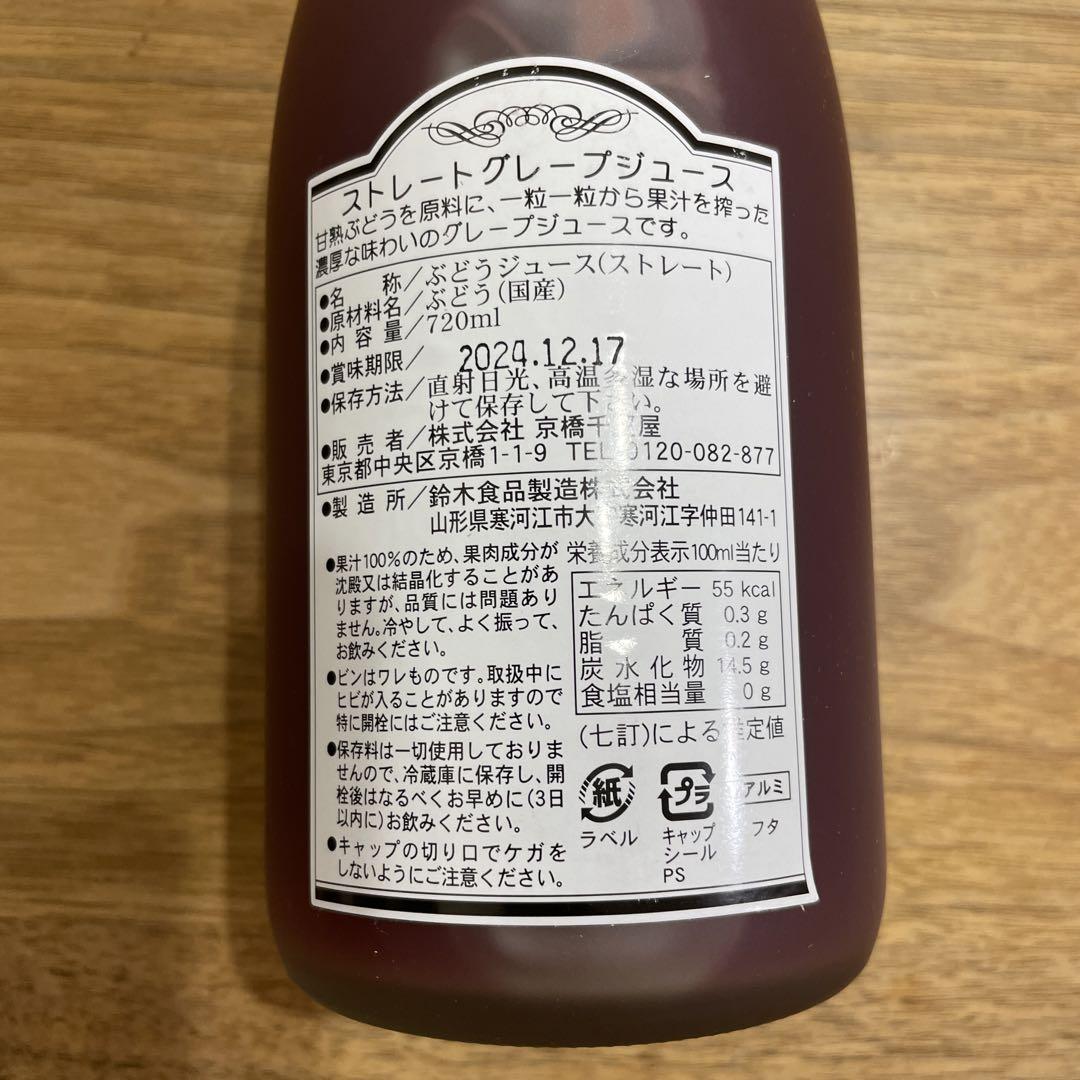 ストレートグレープジュース
甘熟ぶどうを原料に、一粒一粒から果汁を搾った
濃厚な味わいのグレープジュースです。
●名称/ぶどうジュース(ストレート)
●原材料名/ぶどう(国産)
●内容量/720ml
●賞味期限/2024.12.17
●保存方法/直射日光、高温多湿な場所を避
けて保存して下さい。
●販売者/株式会社 京橋千疋屋
東京都中央区京橋1-1-9 TEL 0120-082-877
●製造所/鈴木食品製造株式会社
山形県寒河江市大字寒河江字仲田141-1
●果汁100%のため、果肉成分が
沈殿又は結晶化することがあ
りますが、品質には問題あり
ません。冷やして、よく振って、
お飲みください。
●ビンはワレものです。取扱中に
ヒビが入ることがありますので
特に開栓にはご注意ください。
●保存料は一切使用しておりま
せんので、冷蔵庫に保存し、開
栓後はなるべくお早めに(3日
以内に)お飲みください。
●キャップの切り口でケガを
しないようにご注意ください。
栄養成分表示100ml当たり
エネルギー 55 kcal
たんぱく質 0.3 g
脂質 0.2 g
炭水化物 14.5 g
食塩相当量 0 g
(七訂)による推定値
紙
ラベル
プラ
キャップ
シール
PS
アルミ
フタ